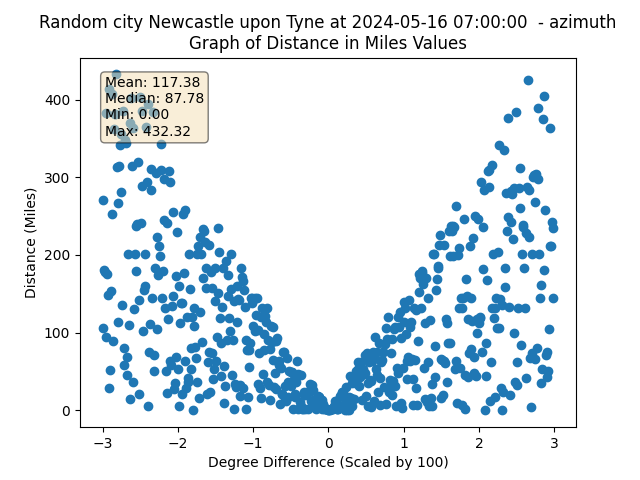 Random city Newcastle upon Tyne at 2024-05-16 07:00:00  - azimuth
Graph of Distance in Miles Values
Mean: 117.38
Median: 87.78
Min: 0.00
Max: 432.32
400
300
200
100
0
Distance (Miles)
−3 −2 −1 0 1 2 3
Degree Difference (Scaled by 100)